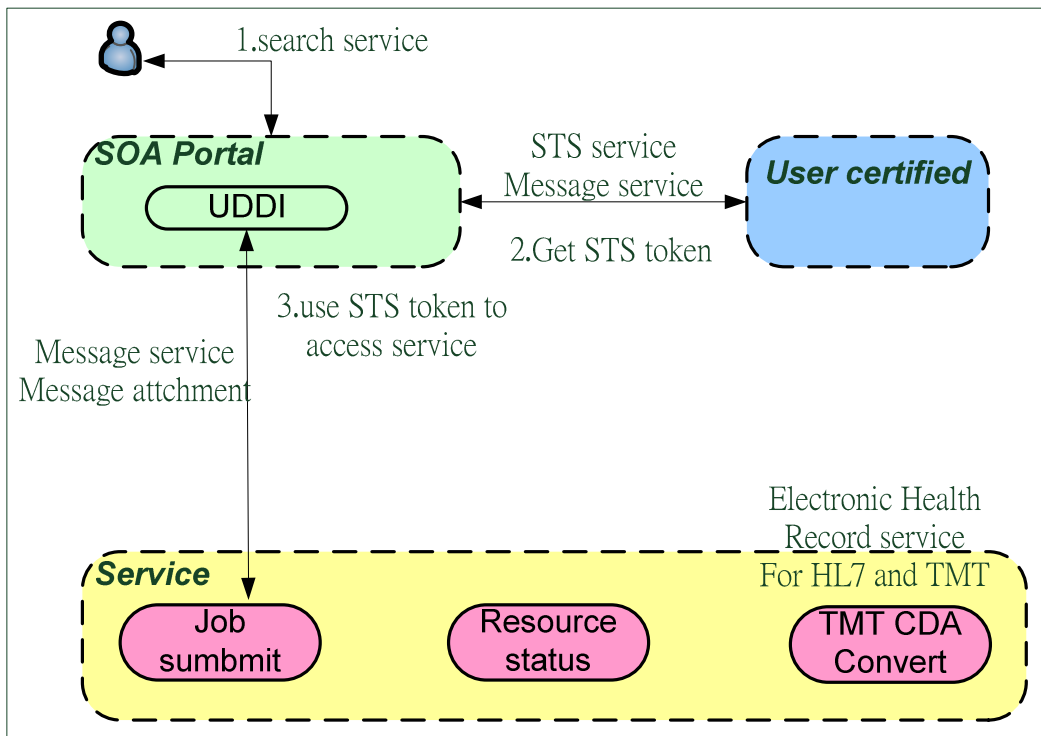 1.search service
SOA Portal
UDDI
STS service
Message service
User certified
2.Get STS token
3.use STS token to
access service
Message service
Message attchment
Electronic Health
Record service
For HL7 and TMT
Service
Job
sumbmit
Resource
status
TMT CDA
Convert